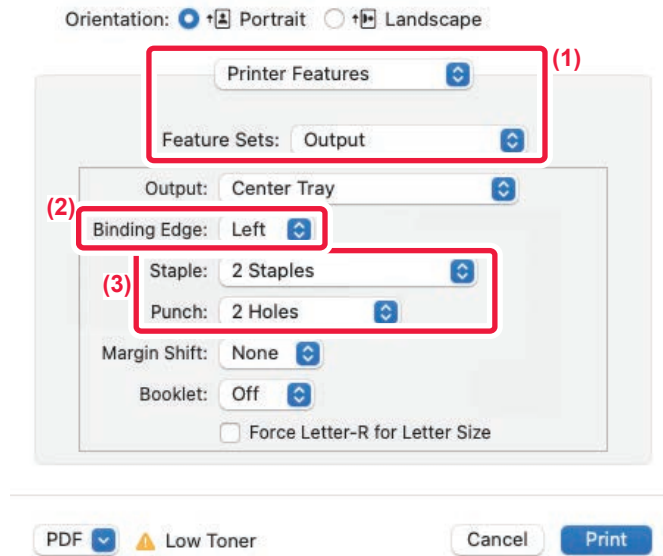 Orientation: Portrait Landscape
(1)
Printer Features
Feature Sets: Output
Output: Center Tray
(2)
Binding Edge: Left
Staple: 2 Staples
(3)
Punch: 2 Holes
Margin Shift: None
Booklet: Off
Force Letter-R for Letter Size
PDF Low Toner Cancel Print